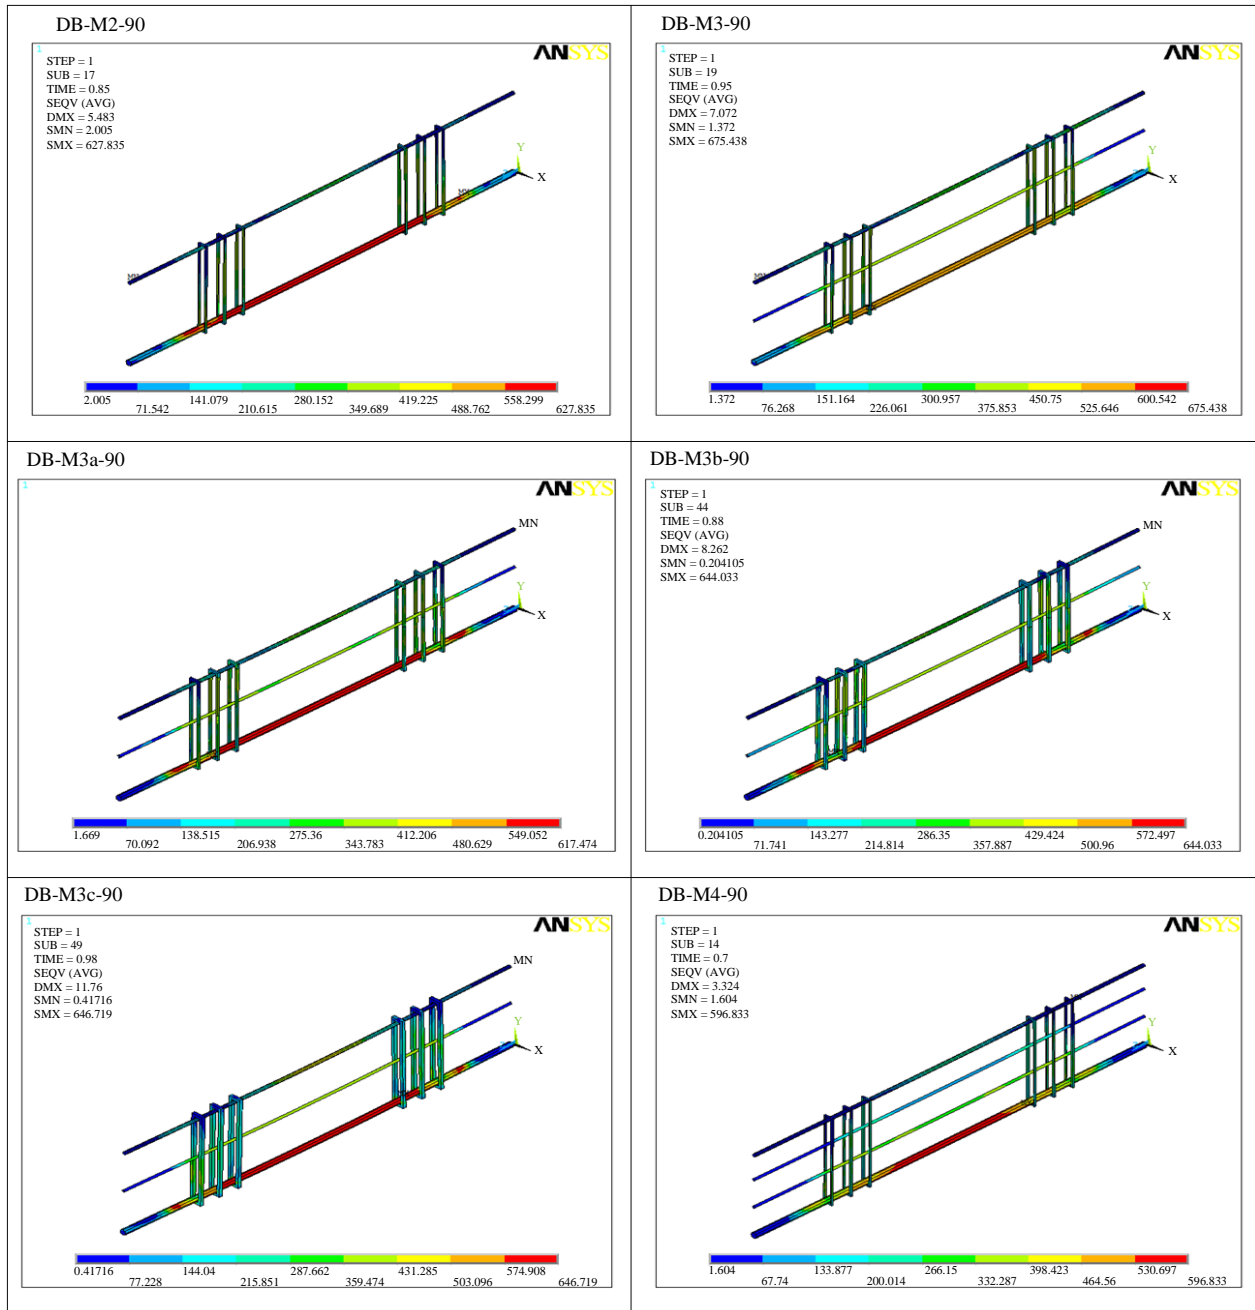 DB-M2-90
1
ANSYS
STEP = 1
SUB = 17
TIME = 0.85
SEQV (AVG)
DMX = 5.483
SMN = 2.005
SMX = 627.835
Y
X
MN
MX
2.005 141.079 280.152 419.225 558.299
71.542 210.615 349.689 488.762 627.835
DB-M3-90
1
ANSYS
STEP = 1
SUB = 19
TIME = 0.95
SEQV (AVG)
DMX = 7.072
SMN = 1.372
SMX = 675.438
Y
X
MN
1.372 151.164 300.957 450.75 600.542
76.268 226.061 375.853 525.646 675.438
DB-M3a-90
1
ANSYS
MN
Y
X
1.669 138.515 275.36 412.206 549.052
70.092 206.938 343.783 480.629 617.474
DB-M3b-90
1
ANSYS
STEP = 1
SUB = 44
TIME = 0.88
SEQV (AVG)
DMX = 8.262
SMN = 0.204105
SMX = 644.033
MN
Y
X
0.204105 143.277 286.35 429.424 572.497
71.741 214.814 357.887 500.96 644.033
DB-M3c-90
1
ANSYS
STEP = 1
SUB = 49
TIME = 0.98
SEQV (AVG)
DMX = 11.76
SMN = 0.41716
SMX = 646.719
MN
Y
X
0.41716 144.04 287.662 431.285 574.908
77.228 215.851 359.474 503.096 646.719
DB-M4-90
1
ANSYS
STEP = 1
SUB = 14
TIME = 0.7
SEQV (AVG)
DMX = 3.324
SMN = 1.604
SMX = 596.833
Y
X
1.604 133.877 266.15 398.423 530.697
67.74 200.014 332.287 464.56 596.833